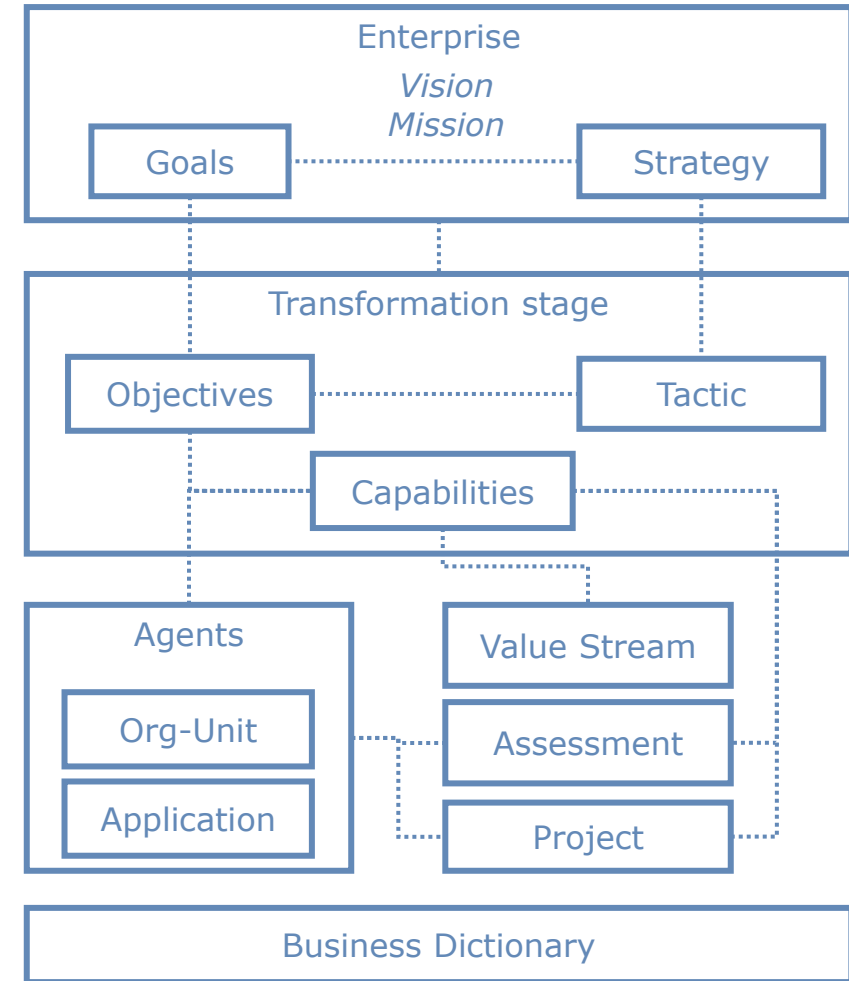 Enterprise
Vision
Mission
Goals
Strategy
Transformation stage
Objectives
Tactic
Capabilities
Agents
Value Stream
Org-Unit
Assessment
Application
Project
Business Dictionary